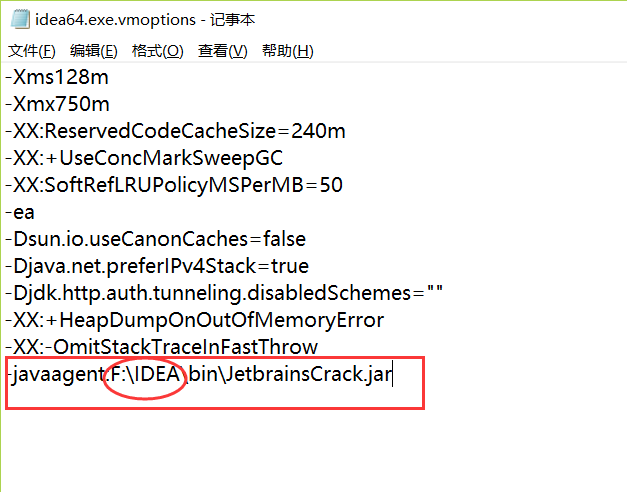 idea64.exe.vmoptions - 记事本
文件(F) 编辑(E) 格式(O) 查看(V) 帮助(H)
-Xms128m
-Xmx750m
-XX:ReservedCodeCacheSize=240m
-XX:+UseConcMarkSweepGC
-XX:SoftRefLRUPolicyMSPerMB=50
-ea
-Dsun.io.useCanonCaches=false
-Djava.net.preferIPv4Stack=true
-Djdk.http.auth.tunneling.disabledSchemes=""
-XX:+HeapDumpOnOutOfMemoryError
-XX:-OmitStackTraceInFastThrow
-javaagent:F:\IDEA\bin\JetbrainsCrack.jar